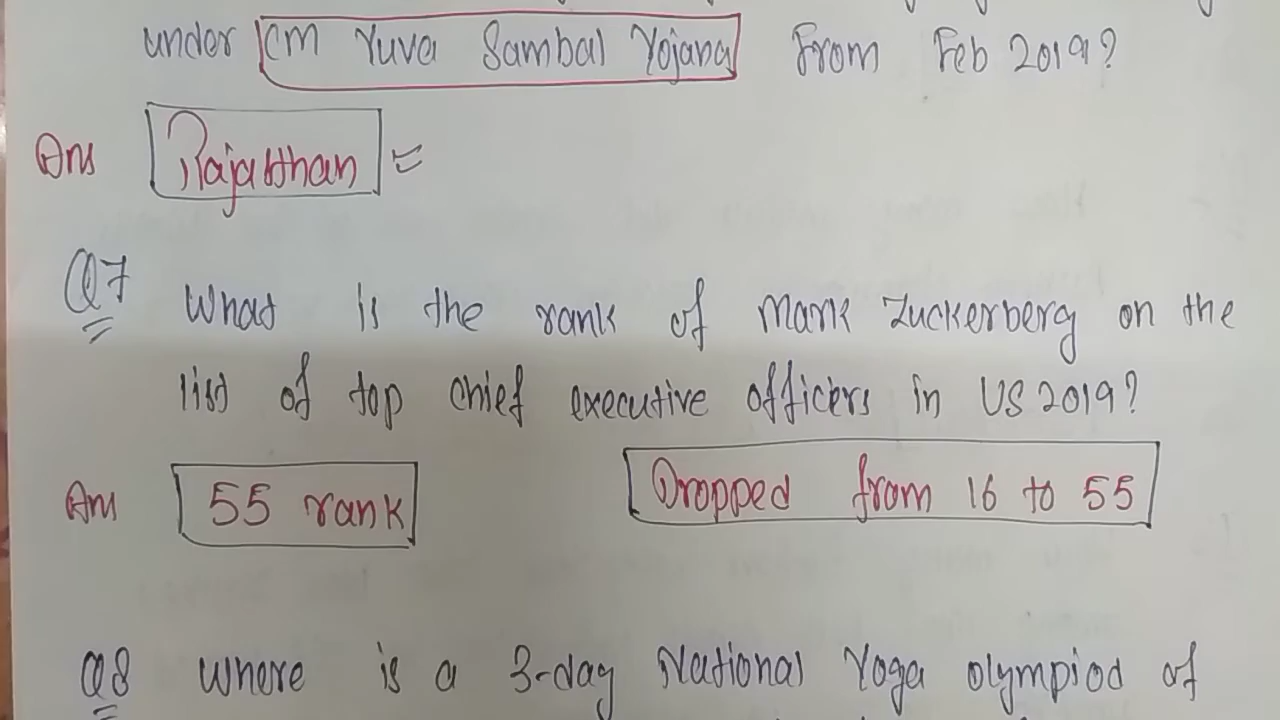 under CM Yuva Sambal Yojana From Feb 2019?
Ans Rajasthan =
Q7 What is the rank of Mark Zuckerberg on the
list of top chief executive officers in US 2019?
Ans 55 rank Dropped from 16 to 55
Q8 Where is a 3-day National Yoga Olympiad of